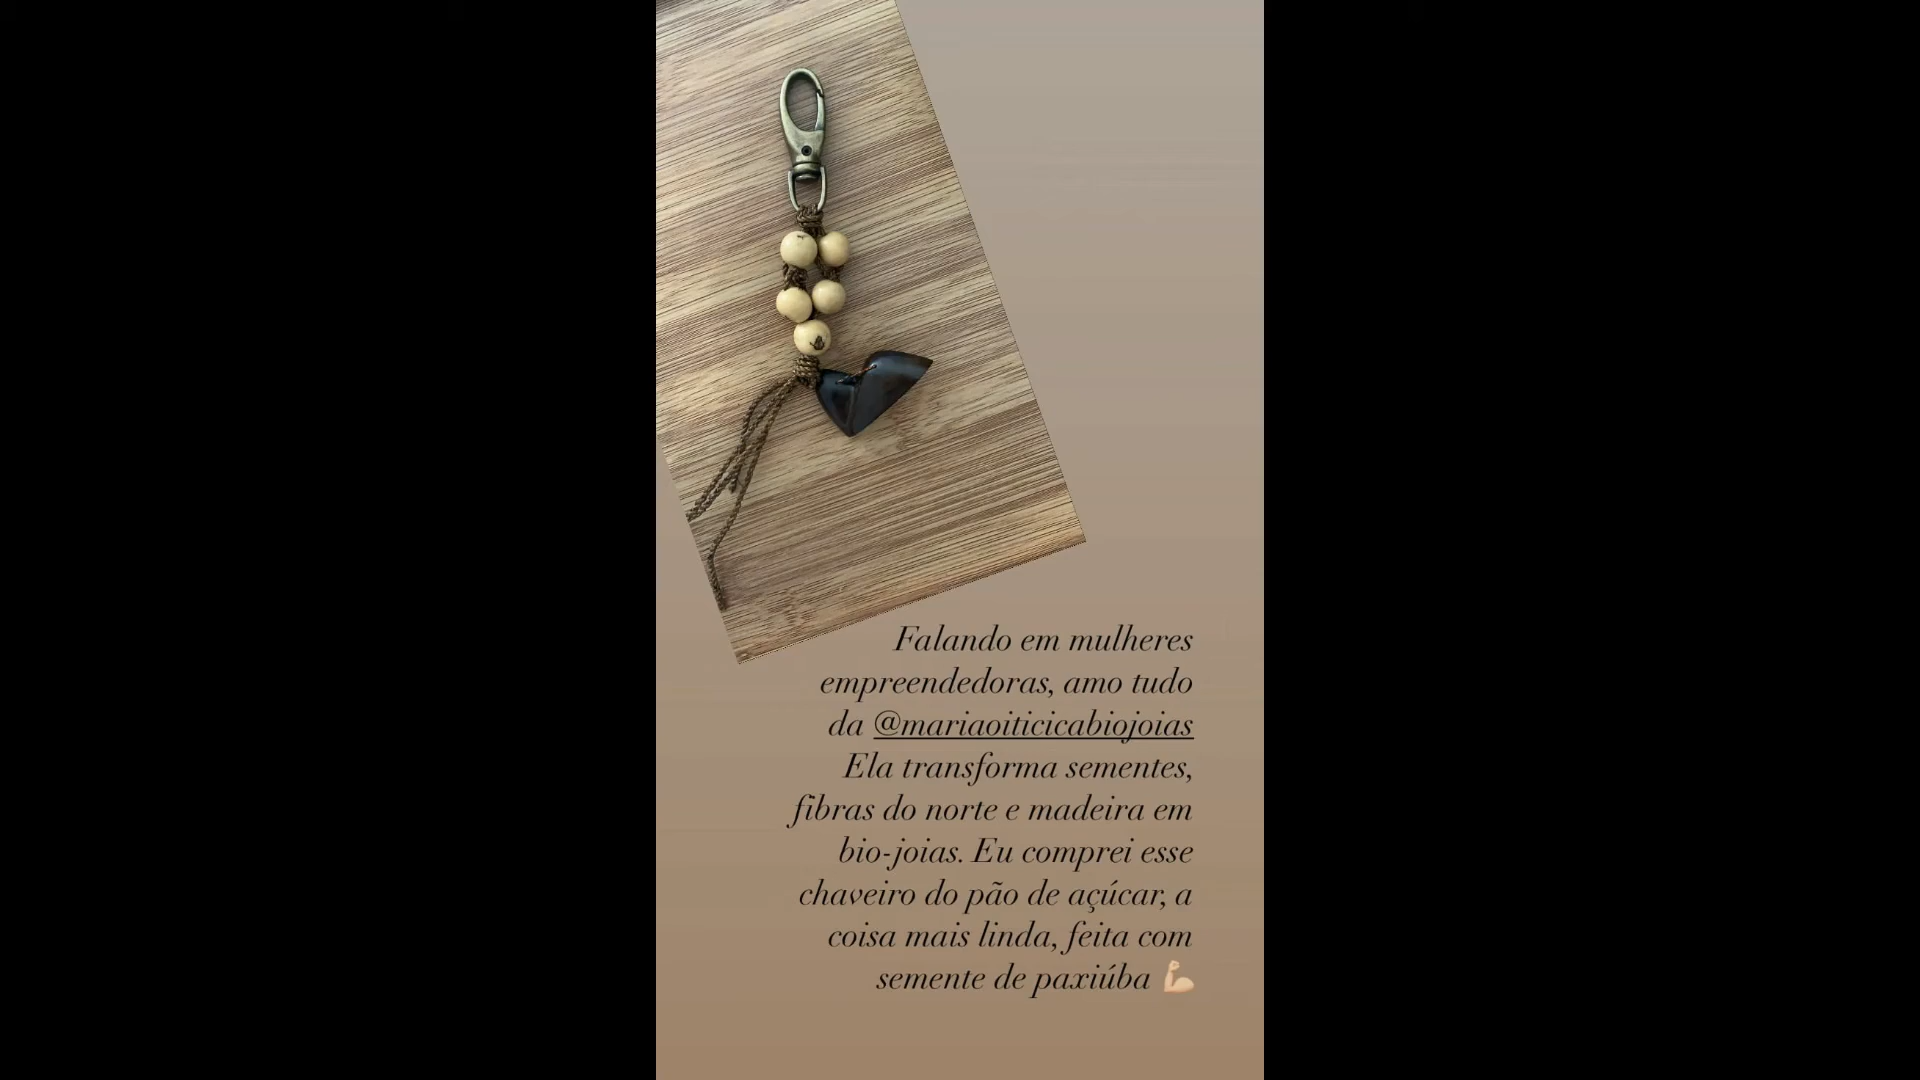 Falando em mulheres
empreendedoras, amo tudo
da @mariaoiticicabiojoias
Ela transforma sementes,
fibras do norte e madeira em
bio-joias. Eu comprei esse
chaveiro do pão de açúcar, a
coisa mais linda, feita com
semente de paxiúba 💪🏻